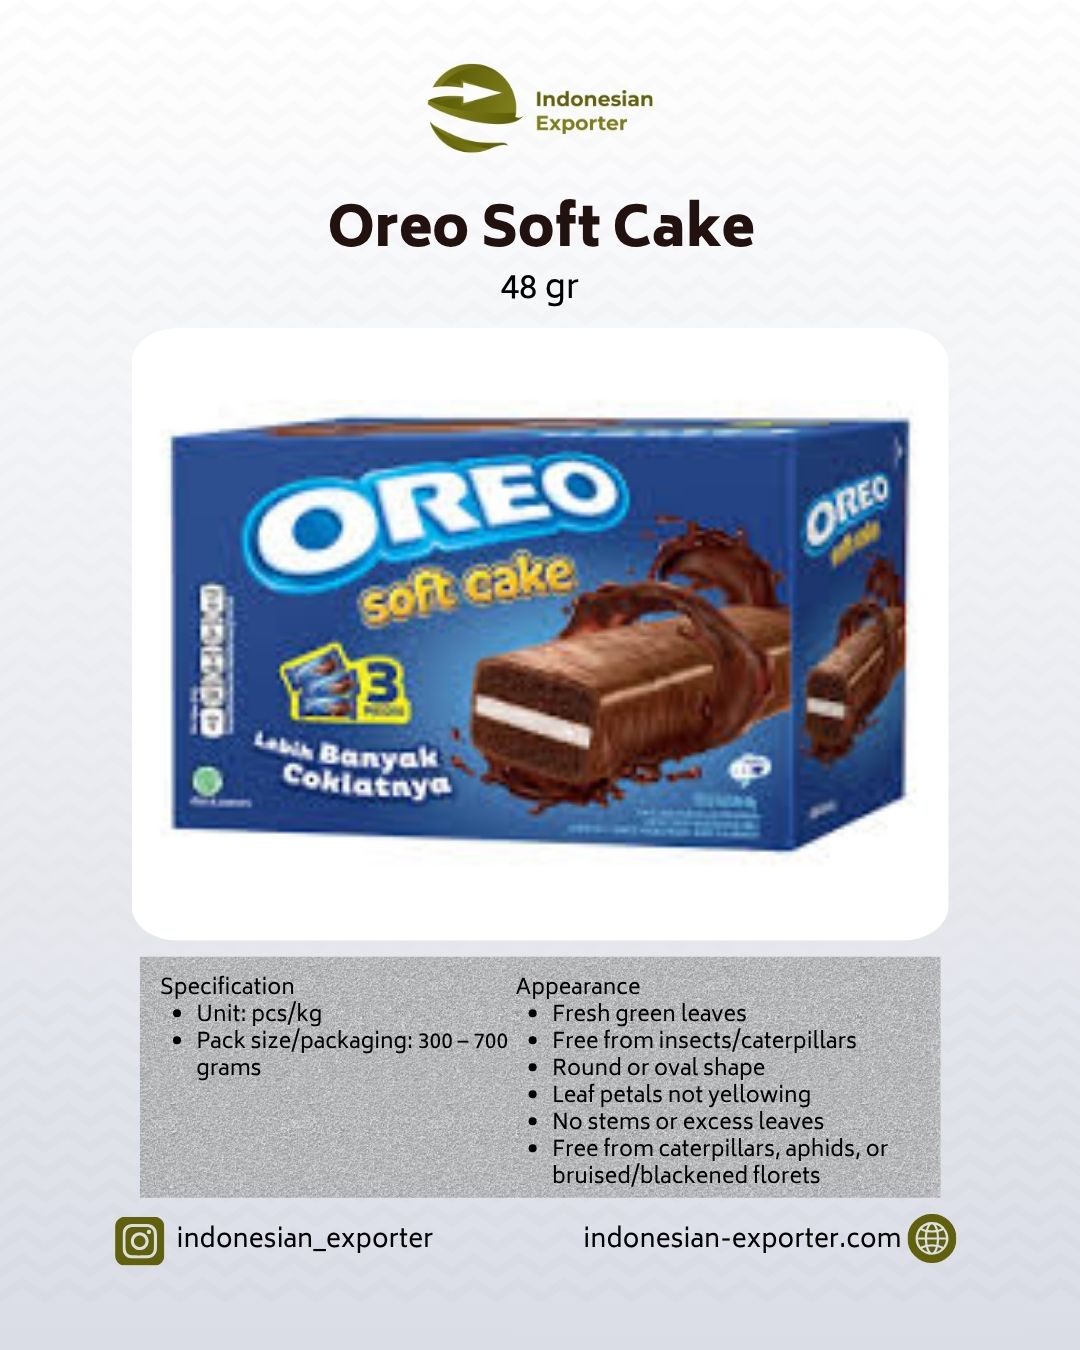 Indonesian
Exporter
Oreo Soft Cake
48 gr
OREO
soft cake
3
Lebih Banyak
Coklatnya
OREO
soft cake
Specification
• Unit: pcs/kg
• Pack size/packaging: 300 – 700
grams
Appearance
• Fresh green leaves
• Free from insects/caterpillars
• Round or oval shape
• Leaf petals not yellowing
• No stems or excess leaves
• Free from caterpillars, aphids, or
bruised/blackened florets
indonesian_exporter
indonesian-exporter.com